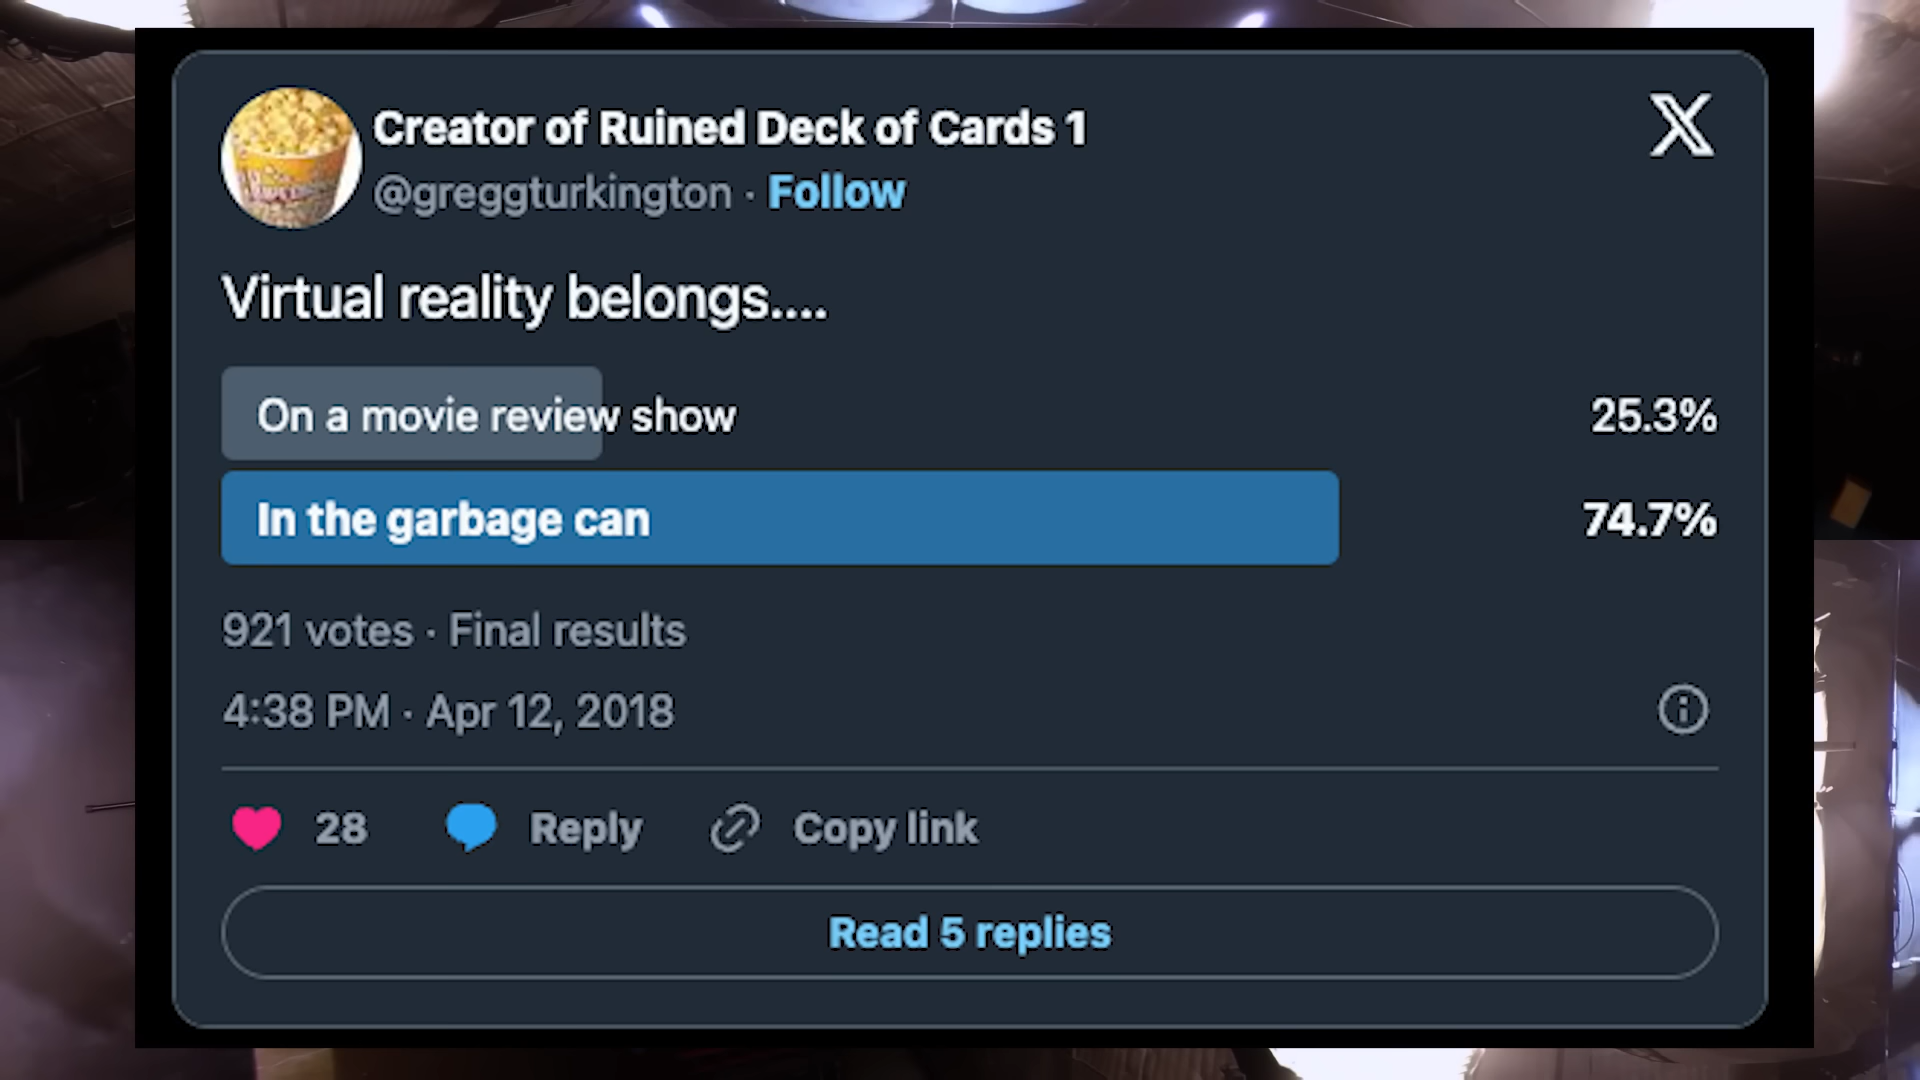 Creator of Ruined Deck of Cards 1
@greggturkington · Follow
Virtual reality belongs....
On a movie review show 25.3%
In the garbage can 74.7%
921 votes · Final results
4:38 PM · Apr 12, 2018
28 Reply Copy link
Read 5 replies